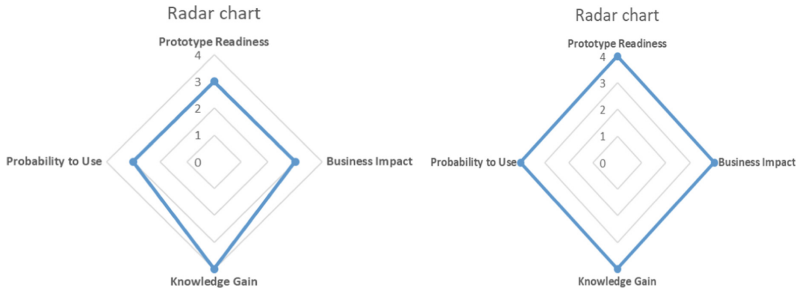 Radar chart
Prototype Readiness
4
3
2
1
0
Probability to Use
Business Impact
Knowledge Gain
Radar chart
Prototype Readiness
4
3
2
1
0
Probability to Use
Business Impact
Knowledge Gain